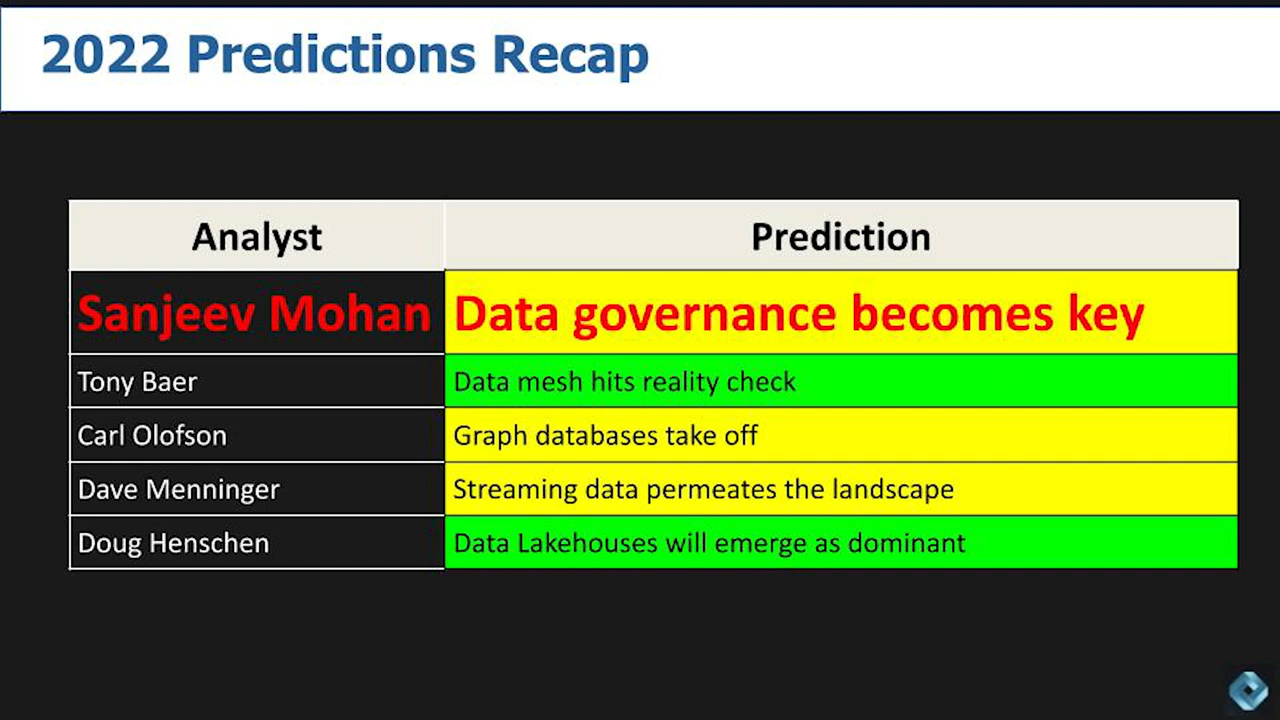 2022 Predictions Recap
Analyst Prediction
Sanjeev Mohan Data governance becomes key
Tony Baer Data mesh hits reality check
Carl Olofson Graph databases take off
Dave Menninger Streaming data permeates the landscape
Doug Henschen Data Lakehouses will emerge as dominant